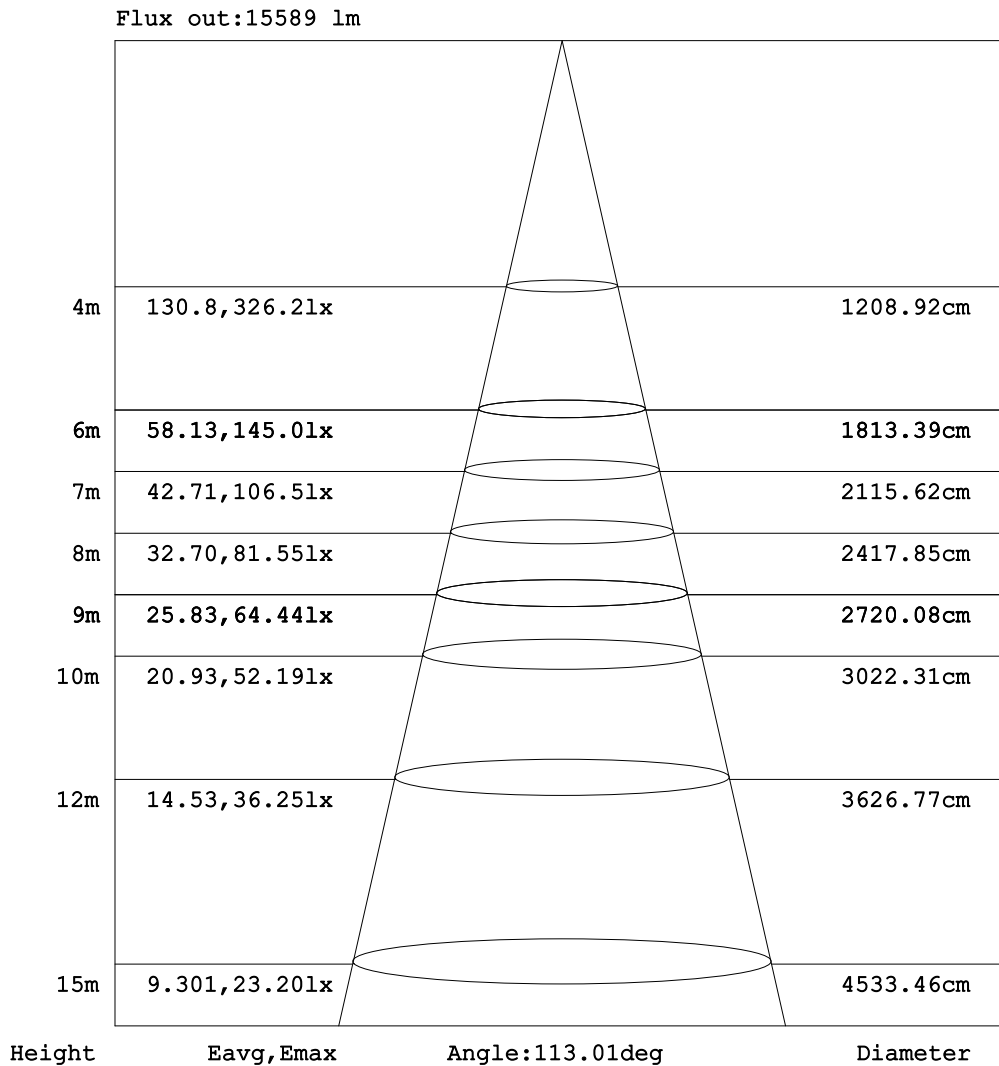 Flux out:15589 lm
4m 130.8,326.2lx 1208.92cm
6m 58.13,145.0lx 1813.39cm
7m 42.71,106.5lx 2115.62cm
8m 32.70,81.55lx 2417.85cm
9m 25.83,64.44lx 2720.08cm
10m 20.93,52.19lx 3022.31cm
12m 14.53,36.25lx 3626.77cm
15m 9.301,23.20lx 4533.46cm
Height Eavg,Emax Angle:113.01deg Diameter